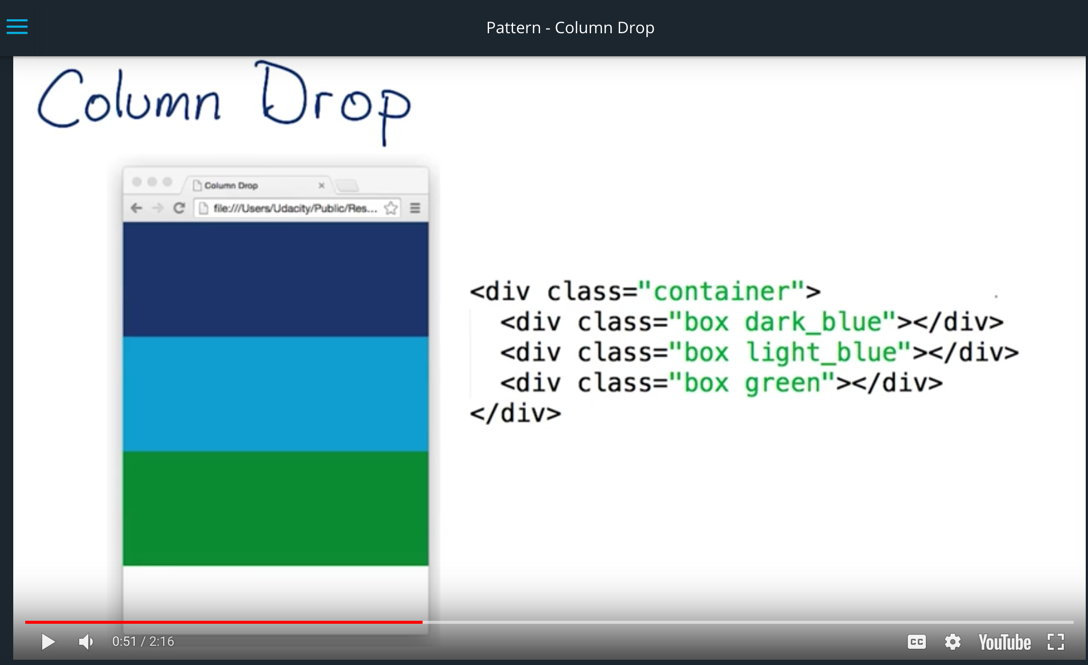 Pattern - Column Drop
Column Drop
Column Drop
file:///Users/Udacity/Public/Res...
<div class="container">
<div class="box dark_blue"></div>
<div class="box light_blue"></div>
<div class="box green"></div>
</div>
0:51 / 2:16
CC
YouTube